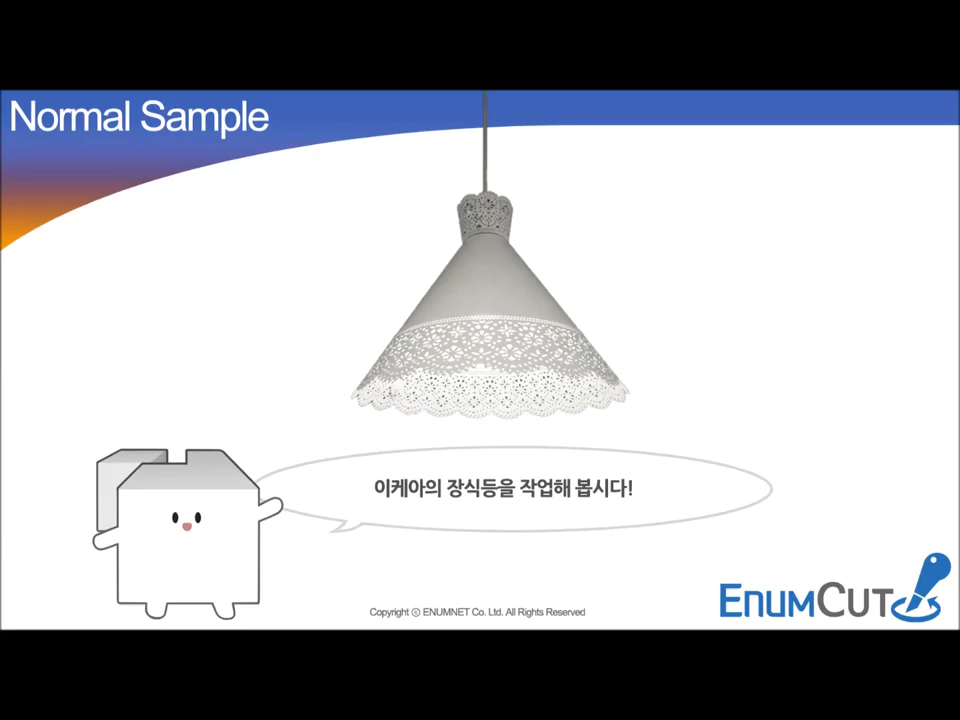 Normal Sample
이케아의 장식등을 작업해 봅시다!
ENUMCUT
Copyright ⓒ ENUMNET Co. Ltd. All Rights Reserved